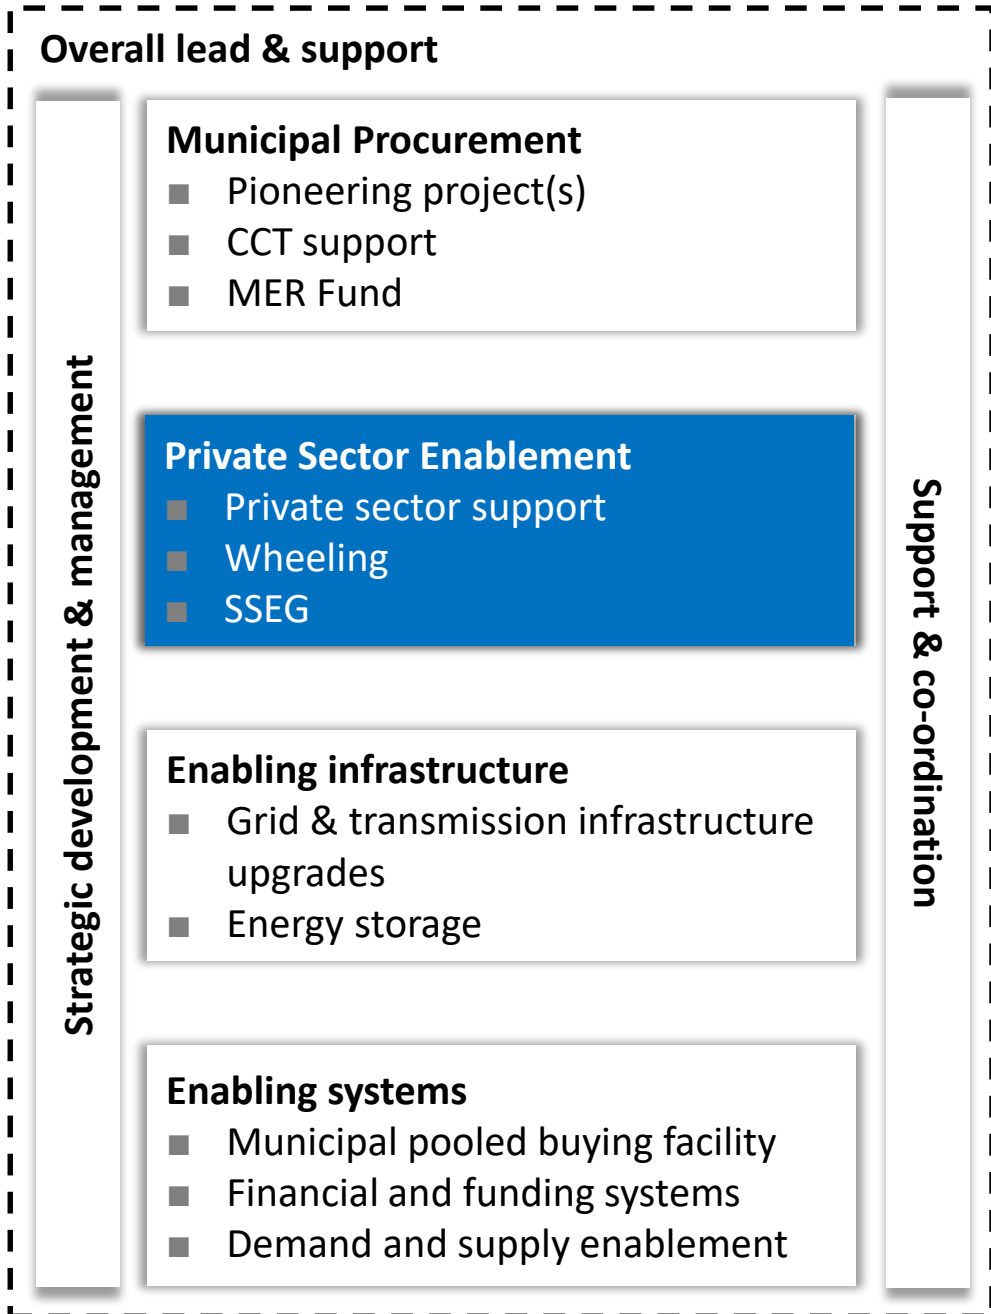 Overall lead & support
Strategic development & management
Municipal Procurement
■ Pioneering project(s)
■ CCT support
■ MER Fund
Private Sector Enablement
■ Private sector support
■ Wheeling
■ SSEG
Enabling infrastructure
■ Grid & transmission infrastructure
upgrades
■ Energy storage
Enabling systems
■ Municipal pooled buying facility
■ Financial and funding systems
■ Demand and supply enablement
Support & co-ordination